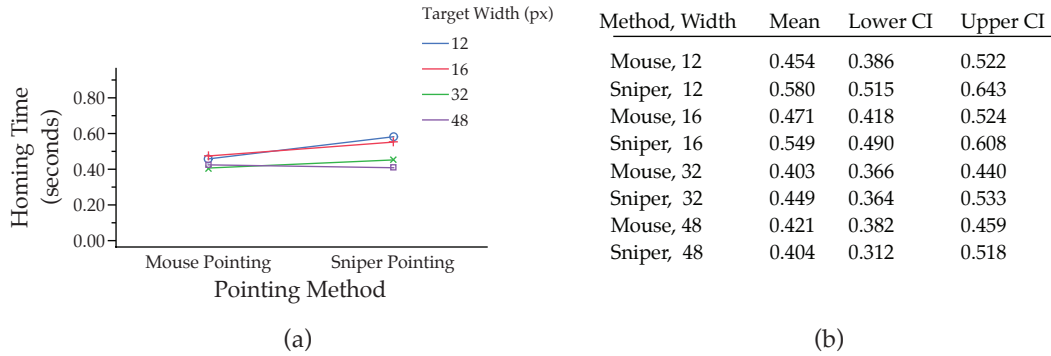 Target Width (px)
12
16
32
48
0.80
0.60
0.40
0.20
0.00
Homing Time
(seconds)
Mouse Pointing Sniper Pointing
Pointing Method
(a)
Method, Width Mean Lower CI Upper CI
Mouse, 12 0.454 0.386 0.522
Sniper, 12 0.580 0.515 0.643
Mouse, 16 0.471 0.418 0.524
Sniper, 16 0.549 0.490 0.608
Mouse, 32 0.403 0.366 0.440
Sniper, 32 0.449 0.364 0.533
Mouse, 48 0.421 0.382 0.459
Sniper, 48 0.404 0.312 0.518
(b)